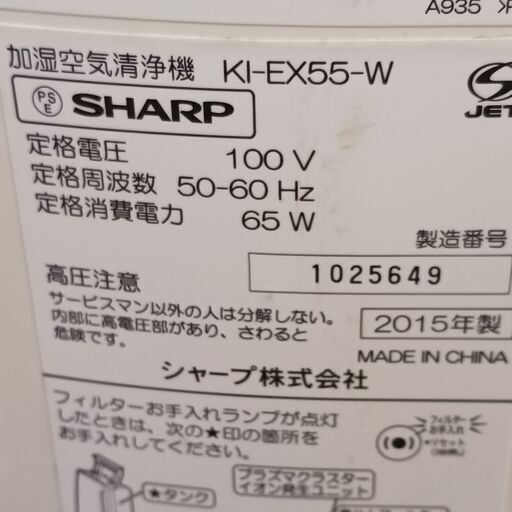 A935
加湿空気清浄機 KI-EX55-W
PS E SHARP
JET
定格電圧 100 V
定格周波数 50-60 Hz
定格消費電力 65 W
製造番号
高圧注意 1025649
サービスマン以外の人は分解しない。
内部に高電圧部があり、さわると
危険です。
2015年製
MADE IN CHINA
シャープ株式会社
フィルターお手入れランプが点灯
したときは、次の★印の箇所を
お手入れしてください。
フィルター
お手入れ
リセット
★タンク
プラズマクラスター
イオン発生ユニット